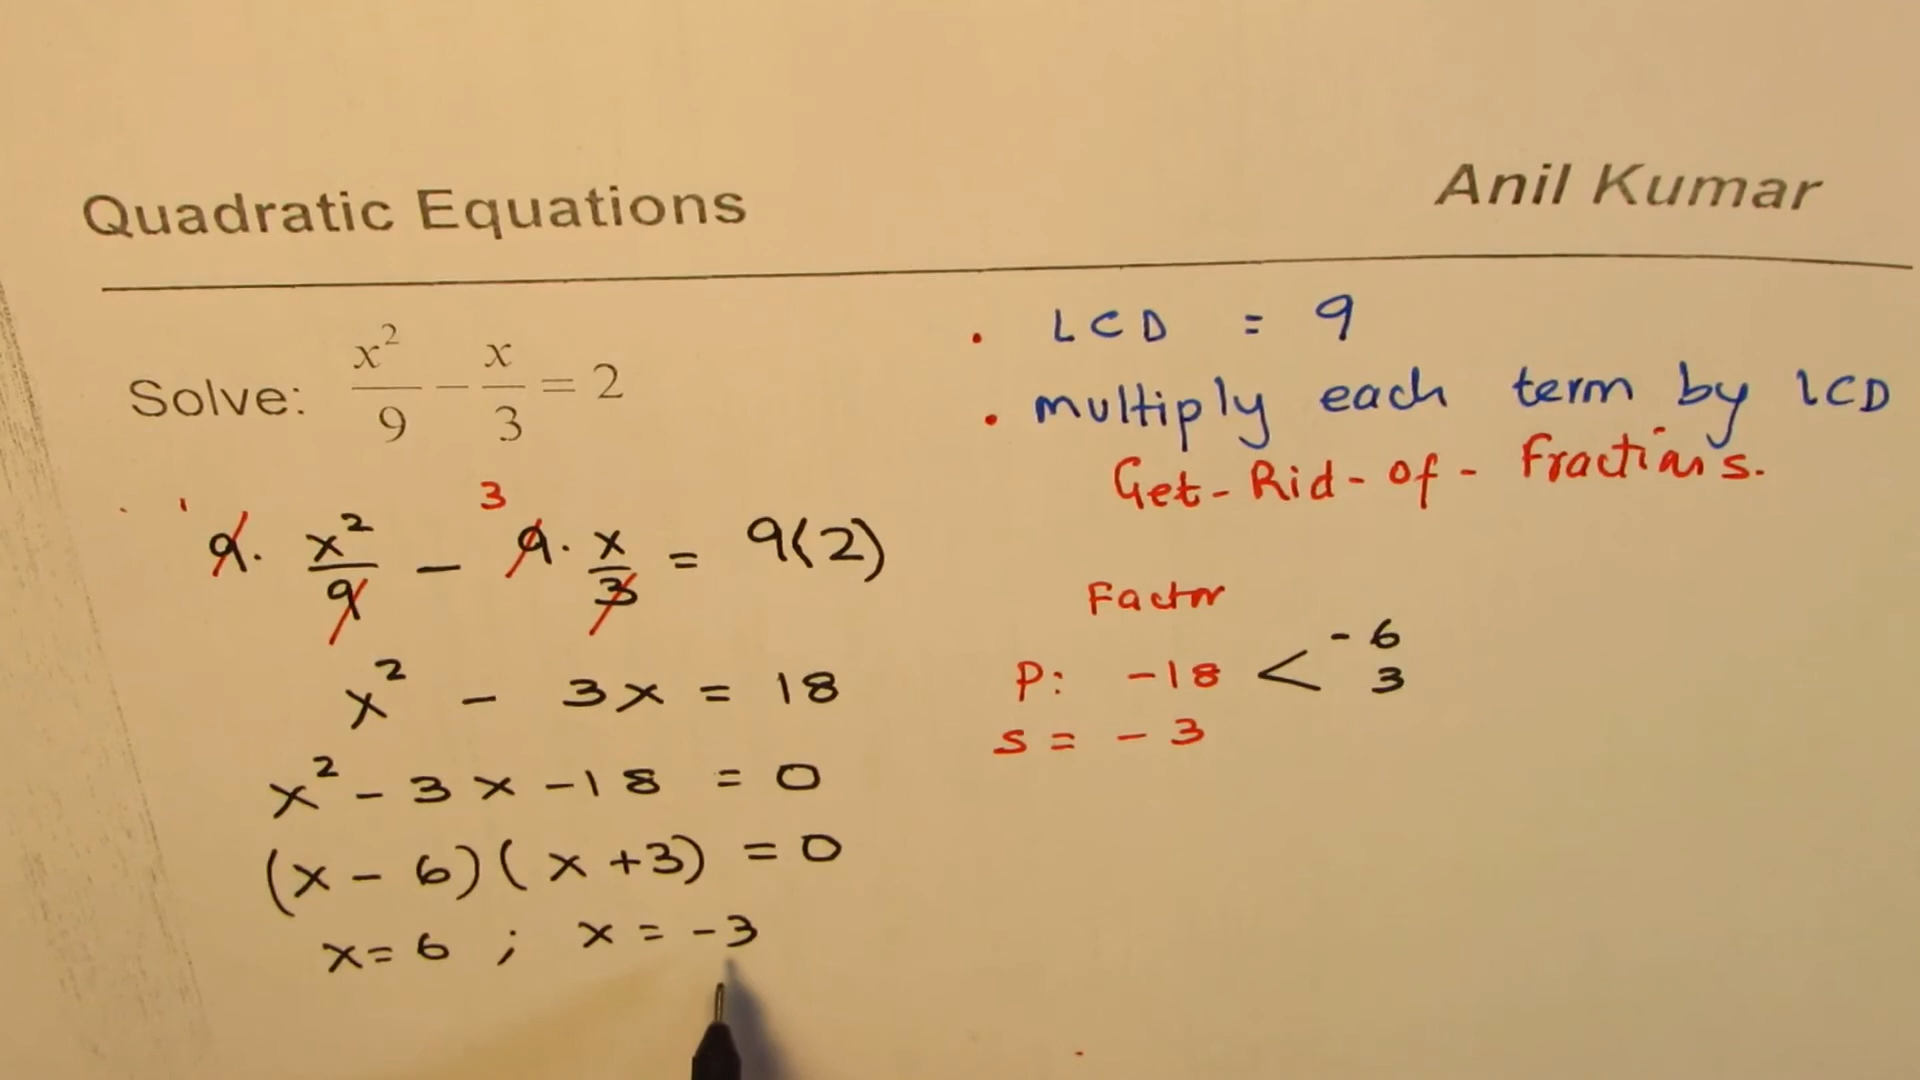 Quadratic Equations
Anil Kumar
Solve: x²/9 − x/3 = 2
1 3
9 · x²/9 − 9 · x/3 = 9(2)
x² − 3x = 18
x² − 3x − 18 = 0
(x − 6)(x + 3) = 0
x = 6 ; x = −3
· LCD = 9
· multiply each term by LCD
Get-Rid-of-Fractions.
Factor
P: −18 < −6
3
S = −3